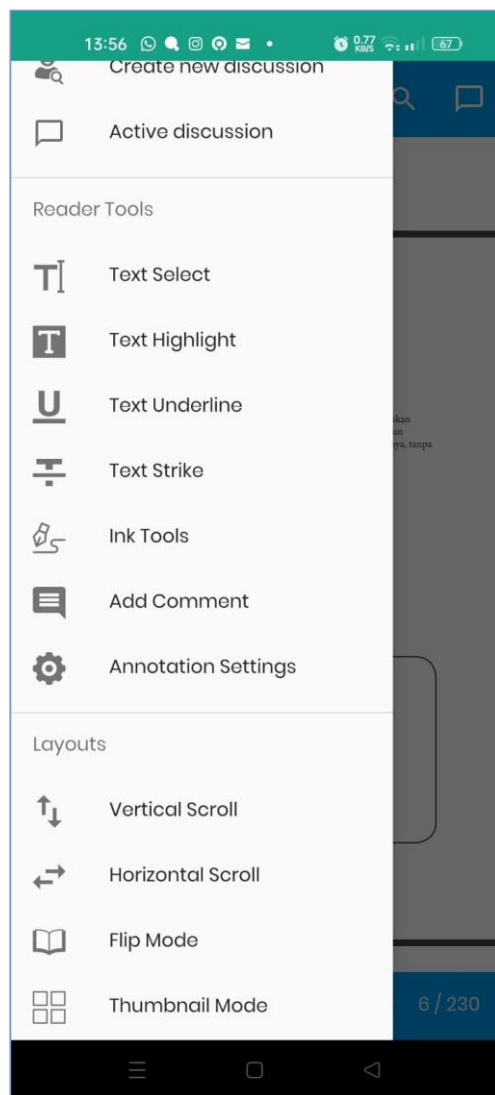 13:56
0.77
KB/S
67
Create new discussion
Active discussion
Reader Tools
Text Select
Text Highlight
Text Underline
Text Strike
Ink Tools
Add Comment
Annotation Settings
Layouts
Vertical Scroll
Horizontal Scroll
Flip Mode
Thumbnail Mode
tanpa
6 / 230